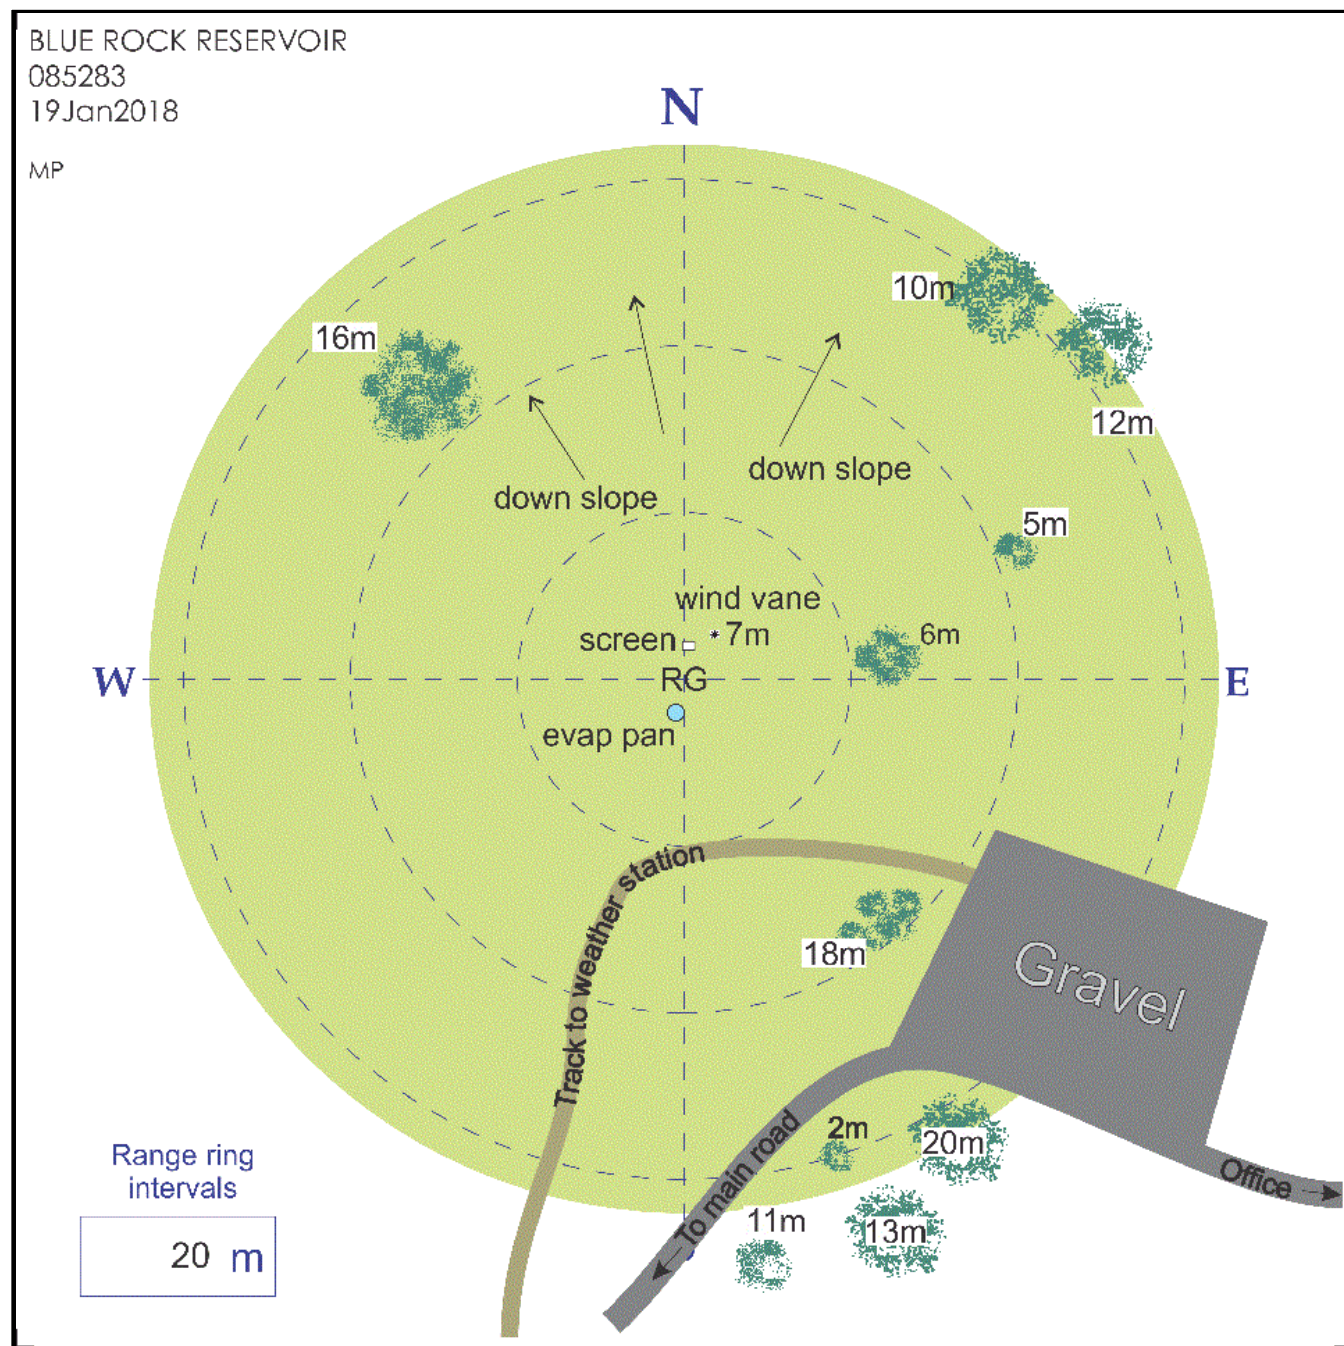 BLUE ROCK RESERVOIR
085283
19Jan2018
MP
N
10m
16m
12m
down slope
down slope
5m
wind vane
7m
6m
screen
W
RG
E
evap pan
Track to weather station
18m
Gravel
2m
20m
To main road
Office
11m
13m
Range ring
intervals
20 m